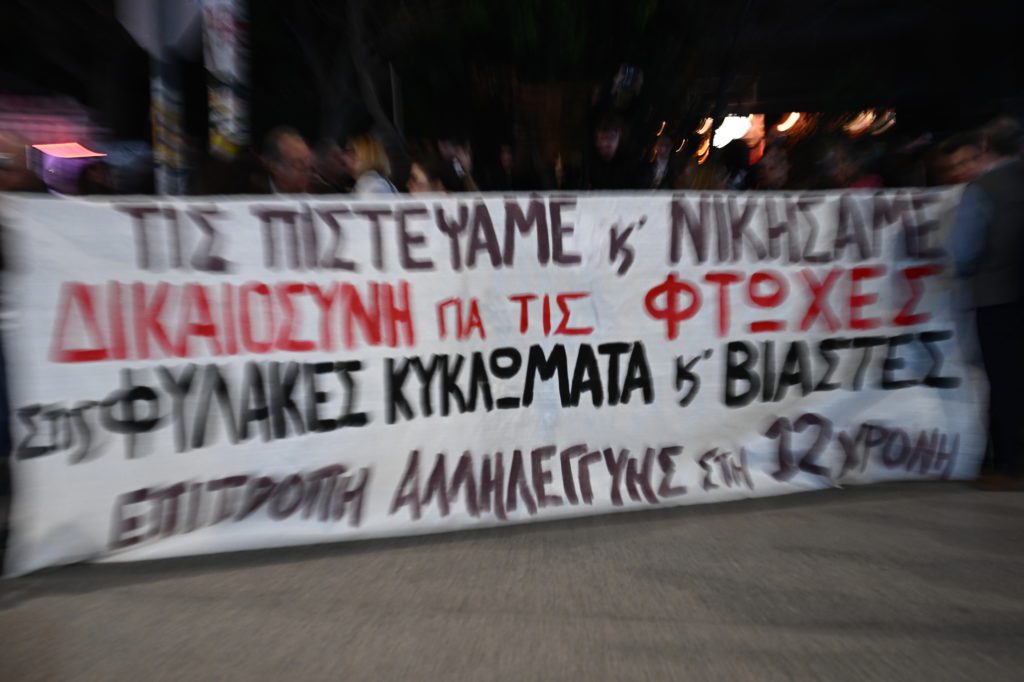 ΤΙΣ ΠΙΣΤΕΨΑΜΕ κ' ΝΙΚΗΣΑΜΕ
ΔΙΚΑΙΟΣΥΝΗ ΓΙΑ ΤΙΣ ΦΤΩΧΕΣ
ΣΤΙΣ ΦΥΛΑΚΕΣ ΚΥΚΛΩΜΑΤΑ κ' ΒΙΑΣΤΕΣ
ΕΠΙΤΡΟΠΗ ΑΛΛΗΛΕΓΓΥΗΣ ΣΤΗ 12ΧΡΟΝΗ